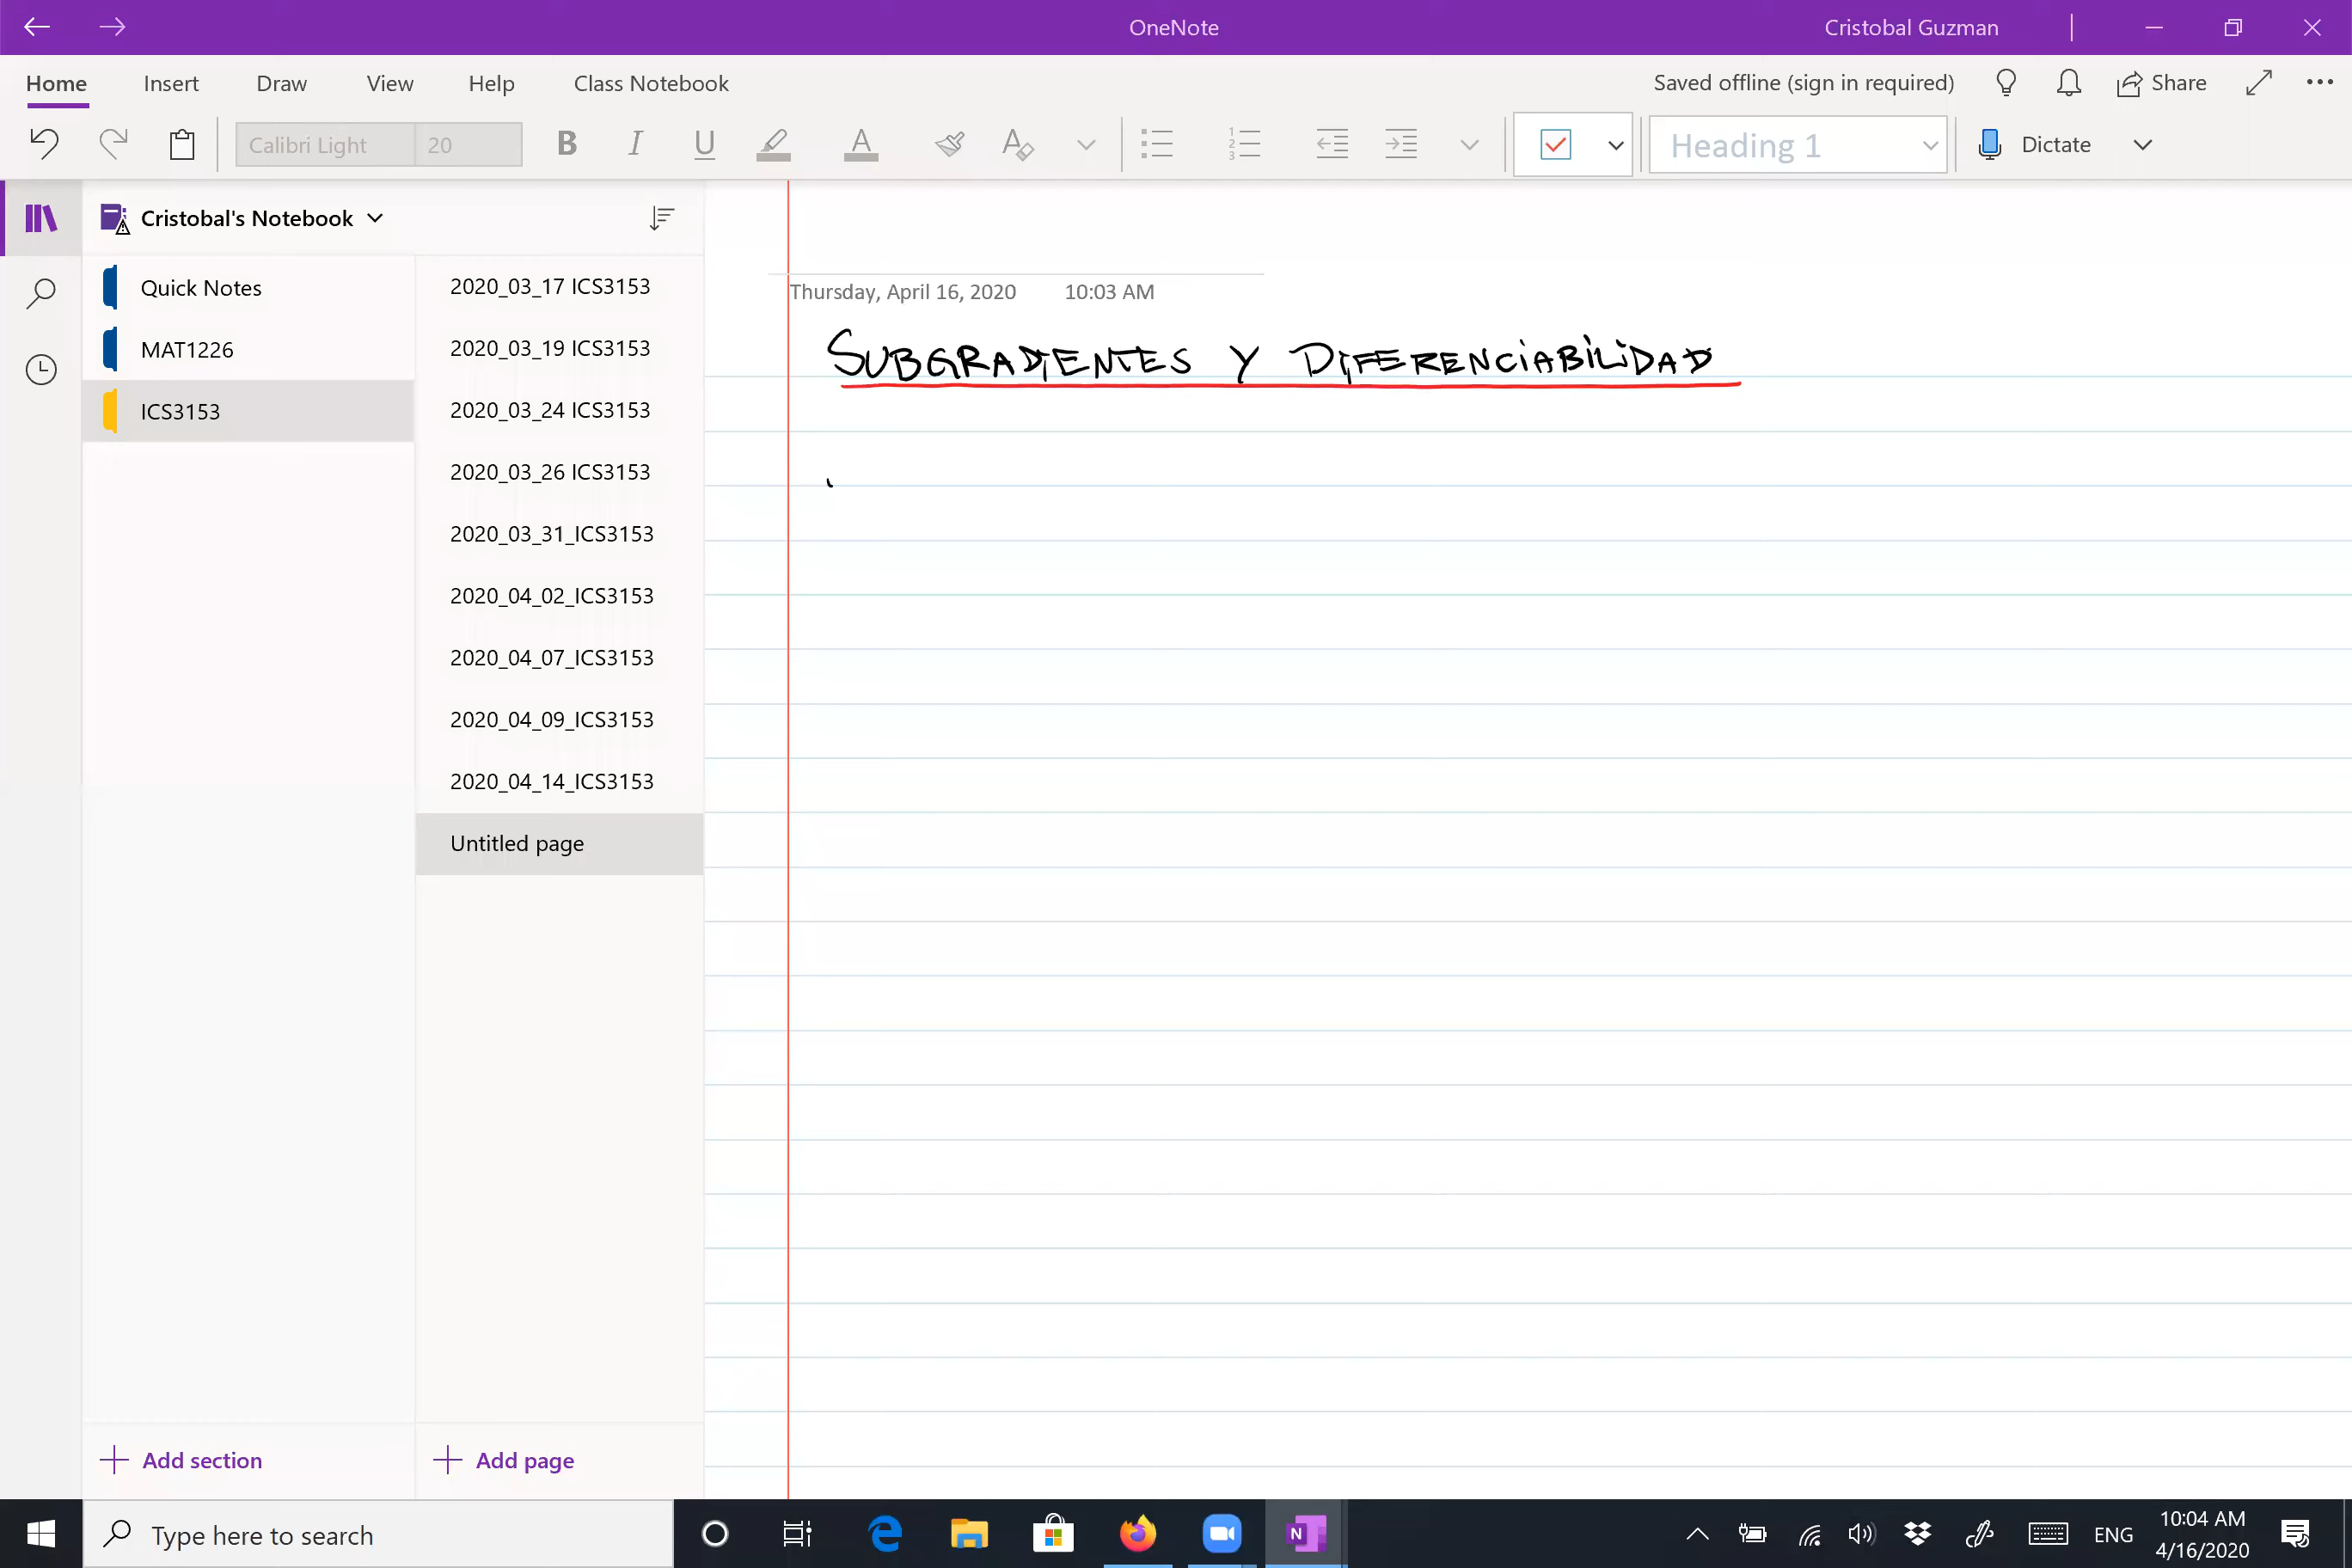 OneNote
Cristobal Guzman
Home Insert Draw View Help Class Notebook
Saved offline (sign in required)
Share
Calibri Light 20
B I U A A
Heading 1
Dictate
Cristobal's Notebook
Quick Notes
MAT1226
ICS3153
2020_03_17 ICS3153
2020_03_19 ICS3153
2020_03_24 ICS3153
2020_03_26 ICS3153
2020_03_31_ICS3153
2020_04_02_ICS3153
2020_04_07_ICS3153
2020_04_09_ICS3153
2020_04_14_ICS3153
Untitled page
Add section
Add page
Thursday, April 16, 2020 10:03 AM
SUBGRADIENTES Y DIFERENCIABILIDAD
Type here to search
ENG
10:04 AM
4/16/2020